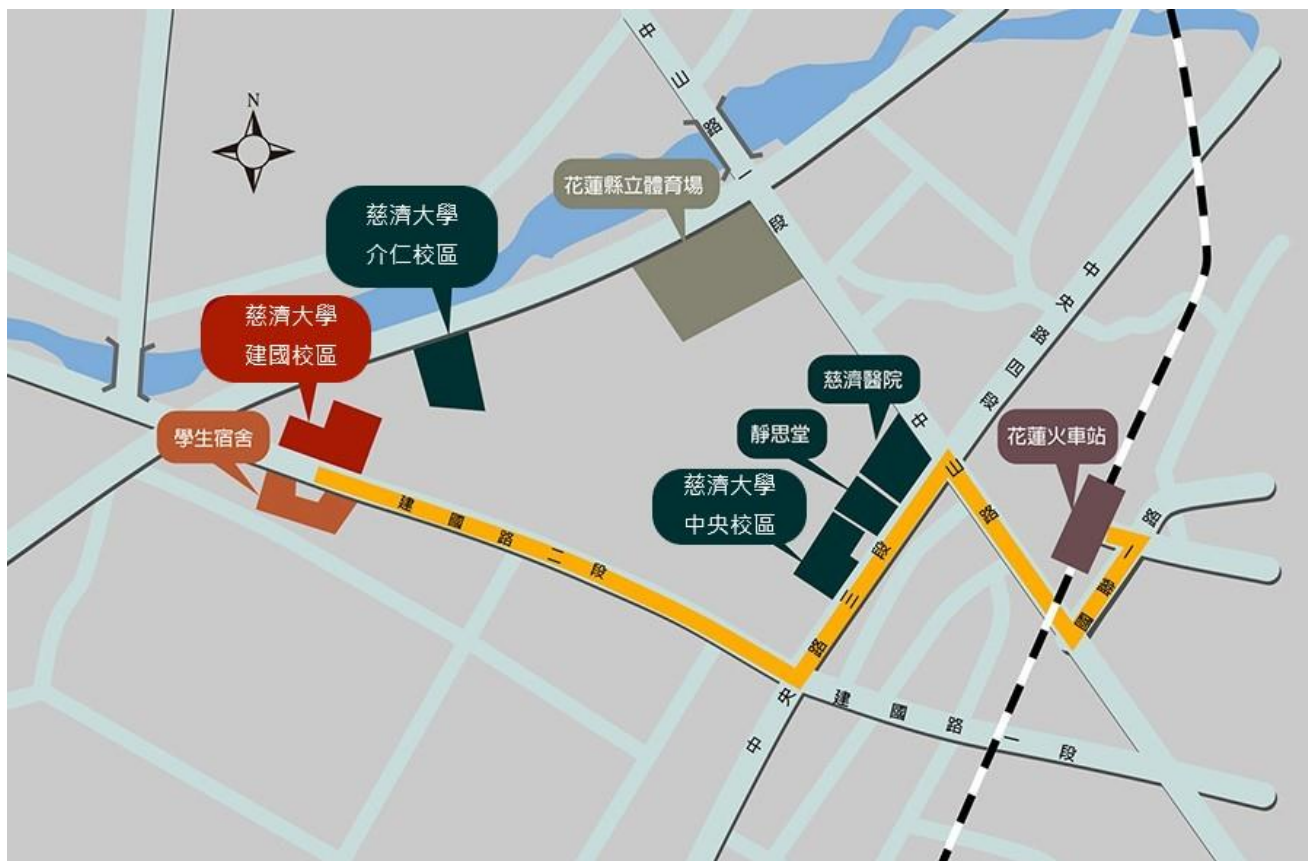 N
中山路一段
花蓮縣立體育場
慈濟大學
介仁校區
慈濟大學
建國校區
中央路四段
慈濟醫院
學生宿舍
靜思堂
中山路
花蓮火車站
慈濟大學
中央校區
國聯一路
建國路二段
中央路三段
建國路一段